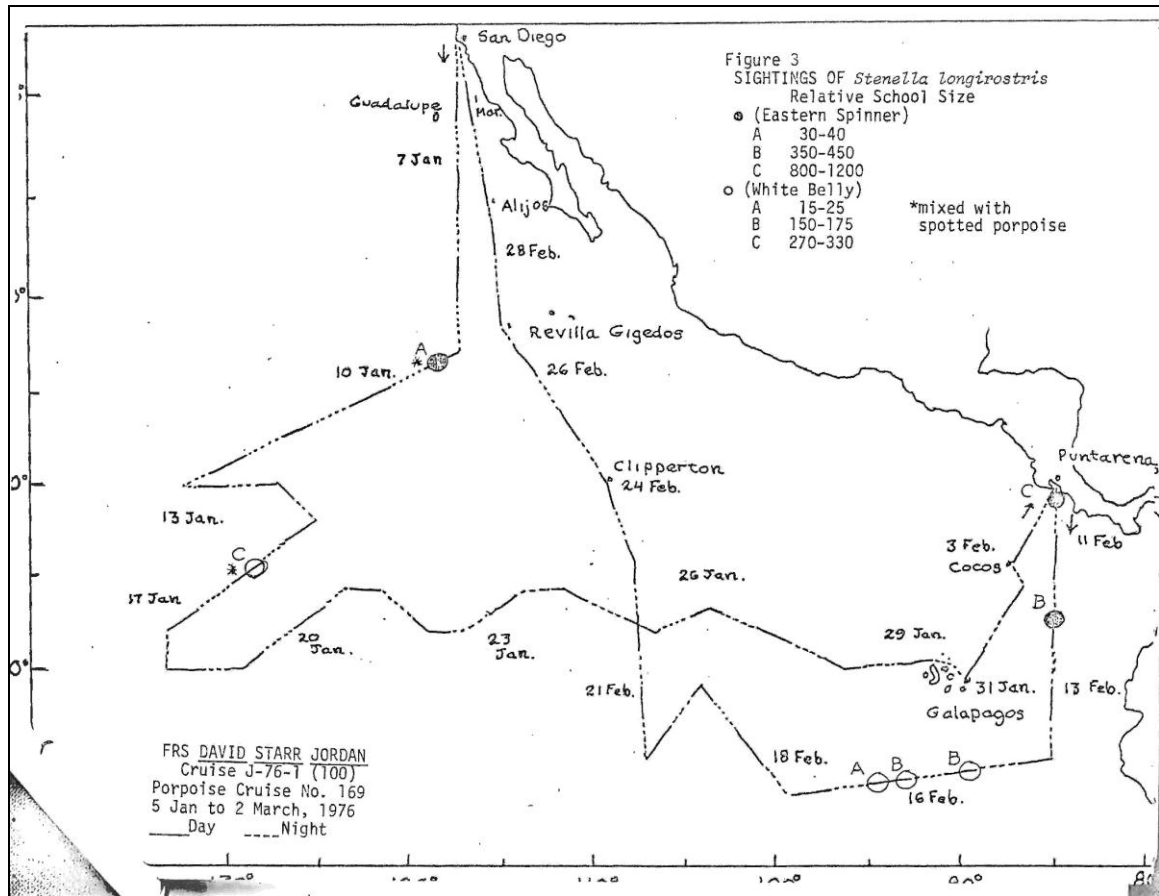 San Diego
Figure 3
SIGHTINGS OF Stenella longirostris
Relative School Size
(Eastern Spinner)
A 30-40
B 350-450
C 800-1200
(White Belly)
A 15-25 *mixed with
B 150-175 spotted porpoise
C 270-330
Guadalupe
Mar.
7 Jan
Alijos
28 Feb.
Revilla Gigedos
A
*
10 Jan.
26 Feb.
Clipperton
24 Feb.
Puntarena
C
13 Jan.
11 Feb
3 Feb.
Cocos
C
*
17 Jan
26 Jan.
B
20 Jan.
23 Jan.
29 Jan.
31 Jan.
Galapagos
21 Feb.
13 Feb.
18 Feb.
A B B
16 Feb.
FRS DAVID STARR JORDAN
Cruise J-76-1 (100)
Porpoise Cruise No. 169
5 Jan to 2 March, 1976
____Day ----Night